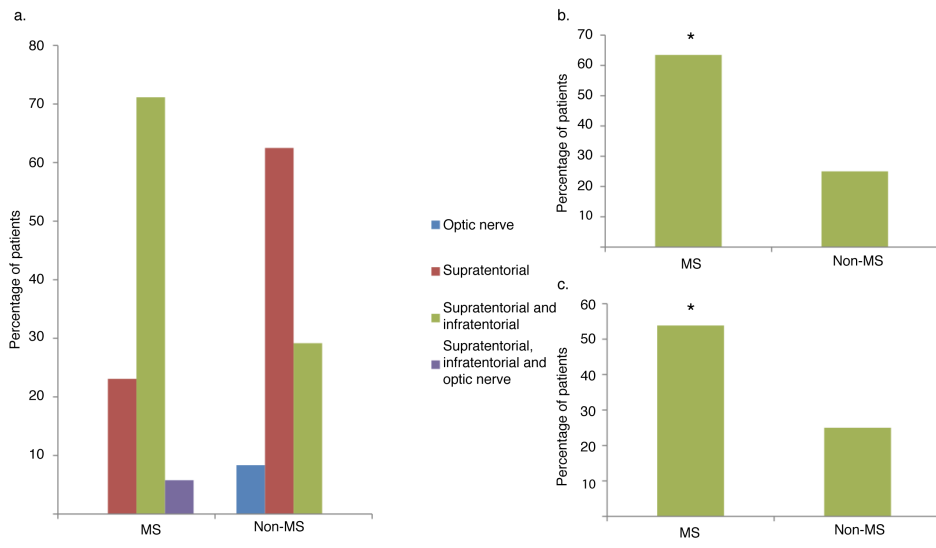 a.
80
70
60
50
40
30
20
10
Percentage of patients
MS
Non-MS
Optic nerve
Supratentorial
Supratentorial and
infratentorial
Supratentorial,
infratentorial and
optic nerve
b.
70
60
50
40
30
20
10
Percentage of patients
*
MS
Non-MS
c.
60
50
40
30
20
10
Percentage of patients
*
MS
Non-MS